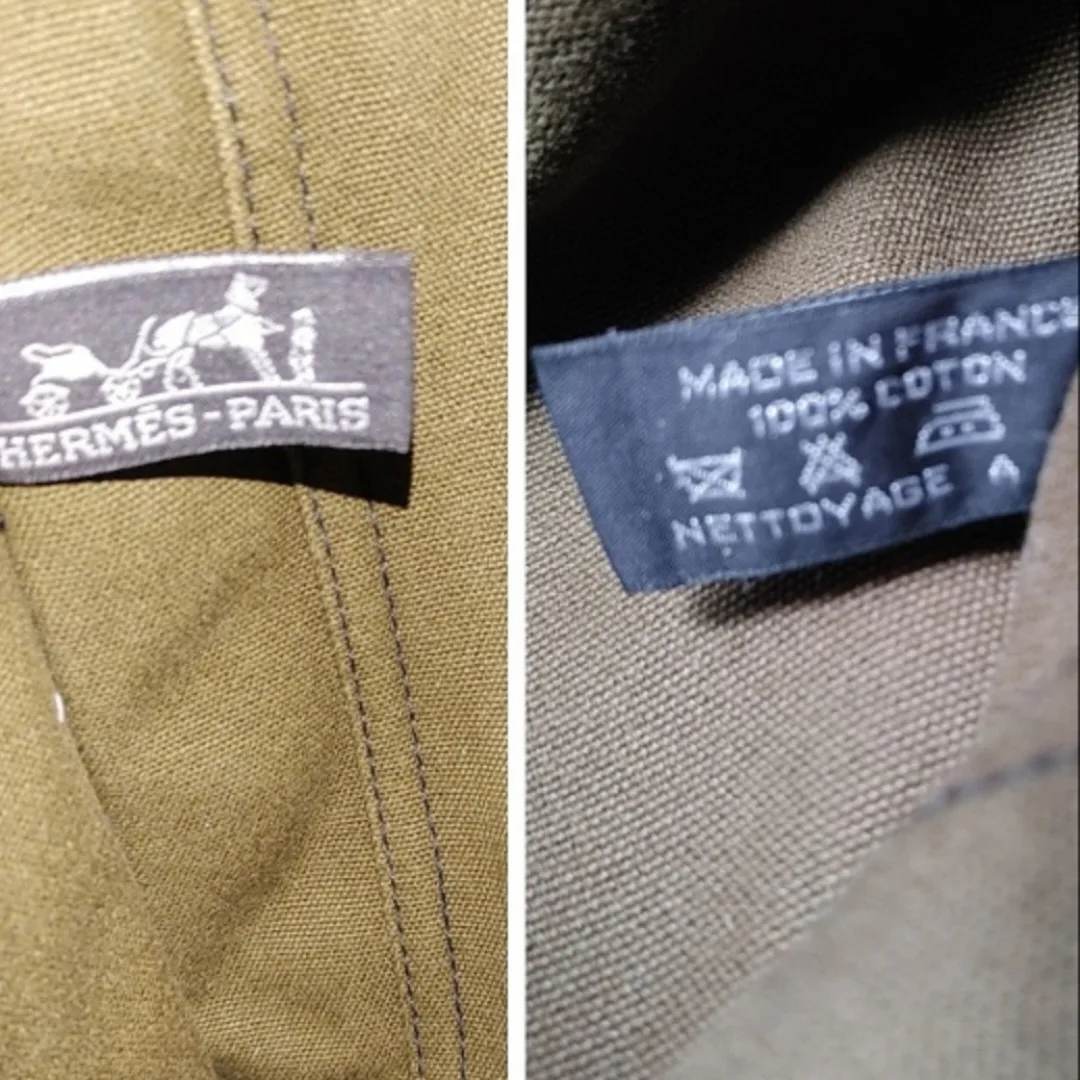 HERMÈS-PARIS
MADE IN FRANCE
100% COTON
NETTOYAGE A